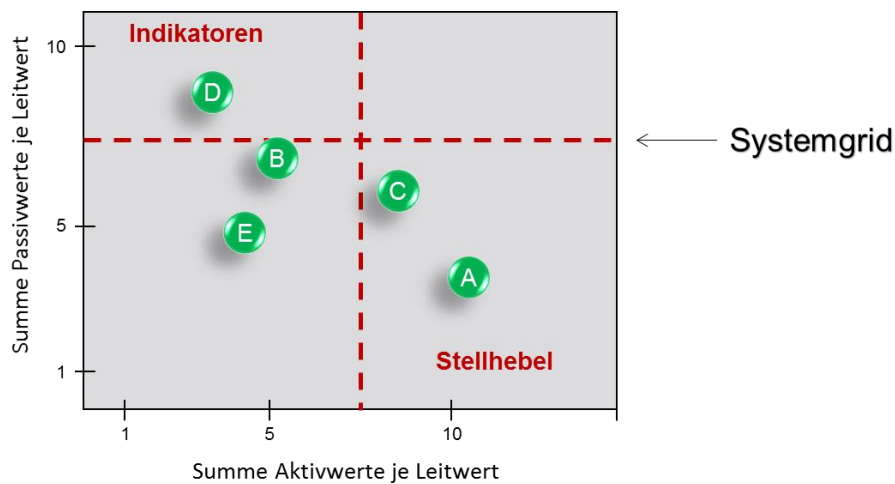 Indikatoren
10
D
Systemgrid
B
C
5
E
A
Stellhebel
1
Summe Passivwerte je Leitwert
1
5
10
Summe Aktivwerte je Leitwert